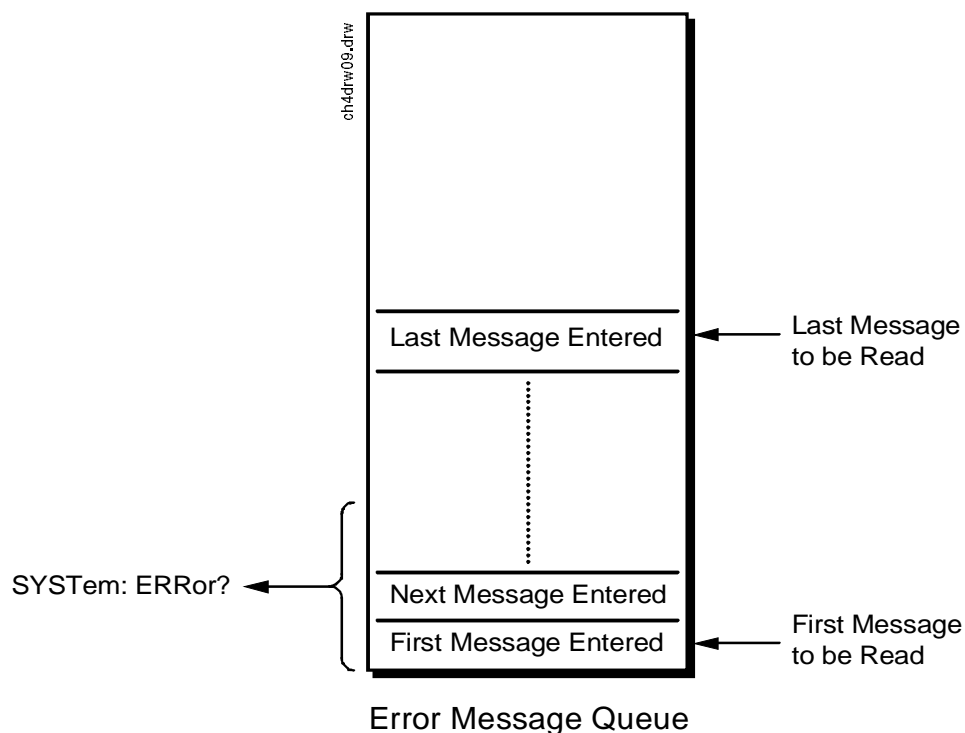 ch4drw09.drw
Last Message Entered
Last Message
to be Read
SYSTem: ERRor?
Next Message Entered
First Message Entered
First Message
to be Read
Error Message Queue